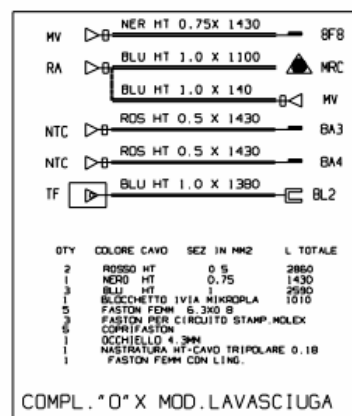 NER HT 0.75X 1430
MV 8F8
BLU HT 1.0 X 1100
RA MRC
BLU HT 1.0 X 140
MV
ROS HT 0.5 X 1430
NTC BA3
ROS HT 0.5 X 1430
NTC BA4
BLU HT 1.0 X 1380
TF BL2
QTY COLORE CAVO SEZ IN MM2 L TOTALE
2 ROSSO HT 0 5 2860
1 NERO HT 0.75 1430
3 BLU HT 1 2590
1 BLOCCHETTO 1VIA MIKROPLA 1010
5 FASTON FEMM 6.3X0 8
3 FASTON PER CIRCUITO STAMP.MOLEX
5 COPRIFASTON
1 OCCHIELLO 4.3MM
1 NASTRATURA HT-CAVO TRIPOLARE 0.18
1 FASTON FEMM CON LING.
COMPL."O"X MOD.LAVASCIUGA